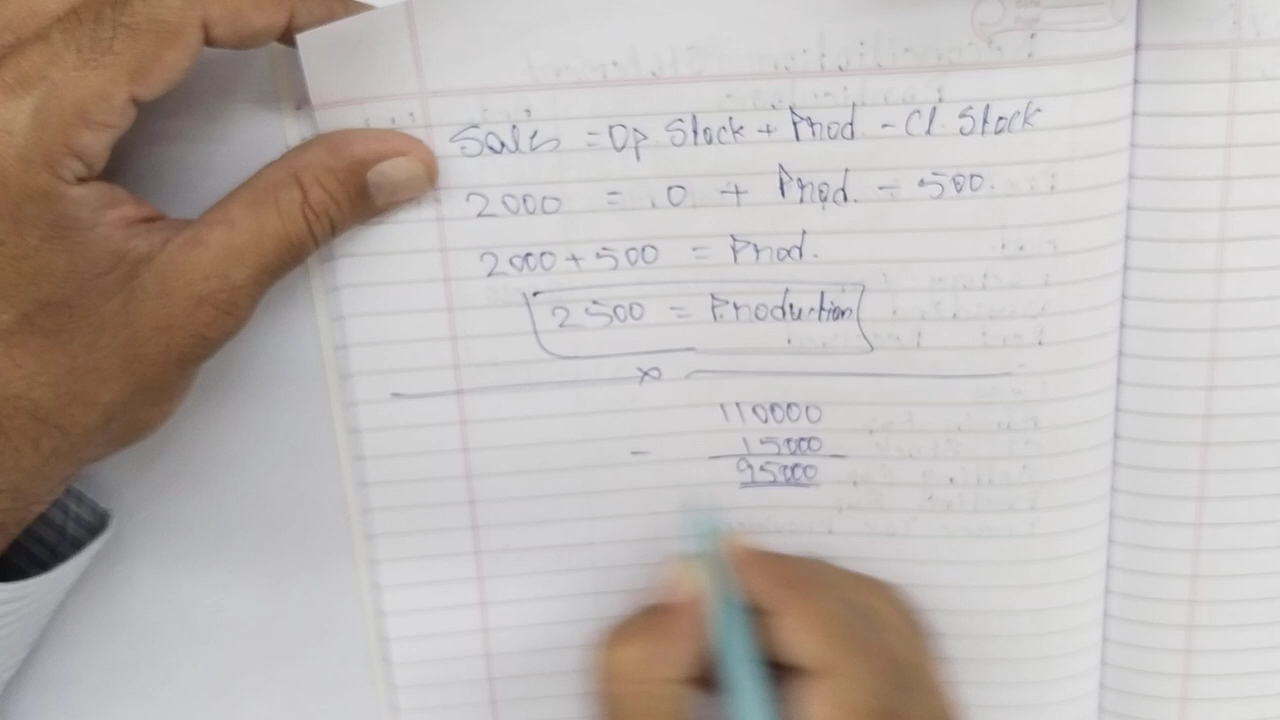 Sales = Op Stock + Prod - Cl. Stock
2000 = 0 + Prod. - 500.
2000 + 500 = Prod.
2500 = Production
x
110000
- 15000
95000